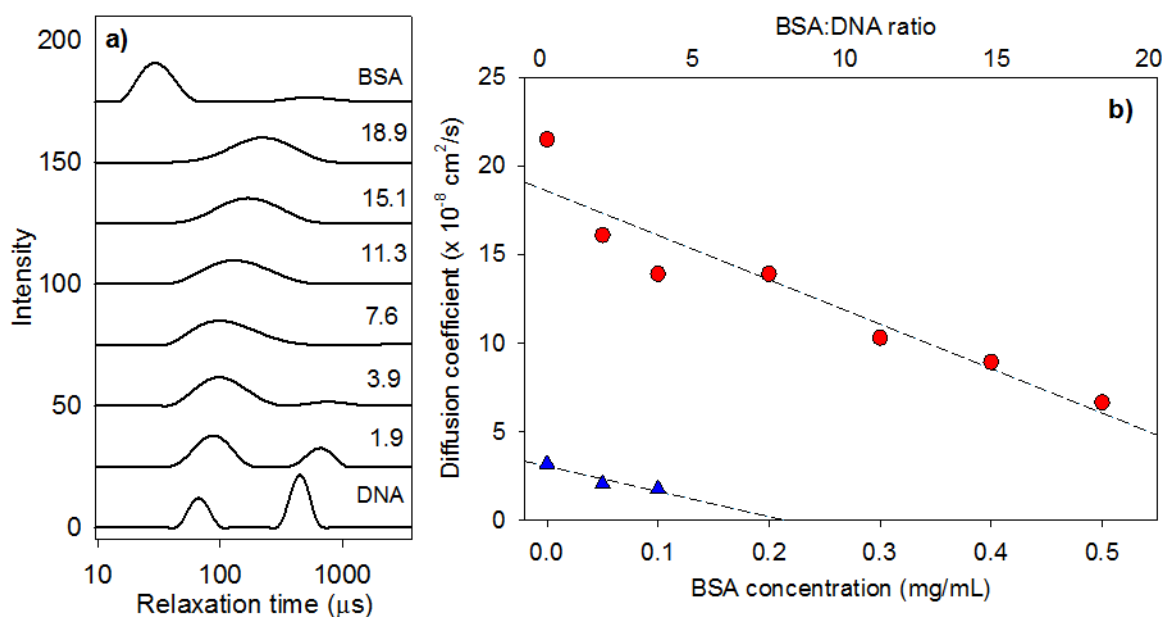 a)
200
150
100
50
0
Intensity
BSA
18.9
15.1
11.3
7.6
3.9
1.9
DNA
10 100 1000
Relaxation time (μs)
BSA:DNA ratio
0 5 10 15 20
b)
25
20
15
10
5
0
Diffusion coefficient (x 10⁻⁸ cm²/s)
0.0 0.1 0.2 0.3 0.4 0.5
BSA concentration (mg/mL)